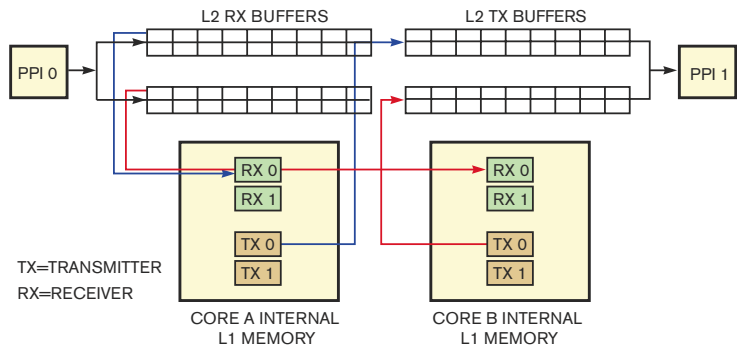 L2 RX BUFFERS
L2 TX BUFFERS
PPI 0
PPI 1
RX 0
RX 1
TX 0
TX 1
RX 0
RX 1
TX 0
TX 1
TX=TRANSMITTER
RX=RECEIVER
CORE A INTERNAL
L1 MEMORY
CORE B INTERNAL
L1 MEMORY